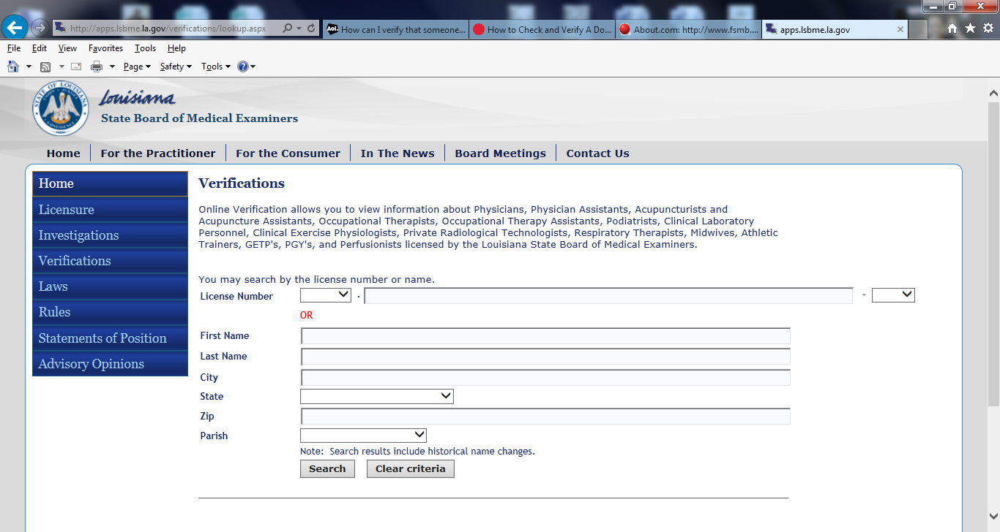 http://apps.lsbme.la.gov/verifications/lookup.aspx
Aol. How can I verify that someone...
How to Check and Verify A Do...
About.com: http://www.fsmb....
apps.lsbme.la.gov
File Edit View Favorites Tools Help
Page Safety Tools
STATE OF LOUISIANA
Louisiana
State Board of Medical Examiners
Home For the Practitioner For the Consumer In The News Board Meetings Contact Us
Home
Licensure
Investigations
Verifications
Laws
Rules
Statements of Position
Advisory Opinions
Verifications
Online Verification allows you to view information about Physicians, Physician Assistants, Acupuncturists and
Acupuncture Assistants, Occupational Therapists, Occupational Therapy Assistants, Podiatrists, Clinical Laboratory
Personnel, Clinical Exercise Physiologists, Private Radiological Technologists, Respiratory Therapists, Midwives, Athletic
Trainers, GETP's, PGY's, and Perfusionists licensed by the Louisiana State Board of Medical Examiners.
You may search by the license number or name.
License Number . -
OR
First Name
Last Name
City
State
Zip
Parish
Note: Search results include historical name changes.
Search Clear criteria